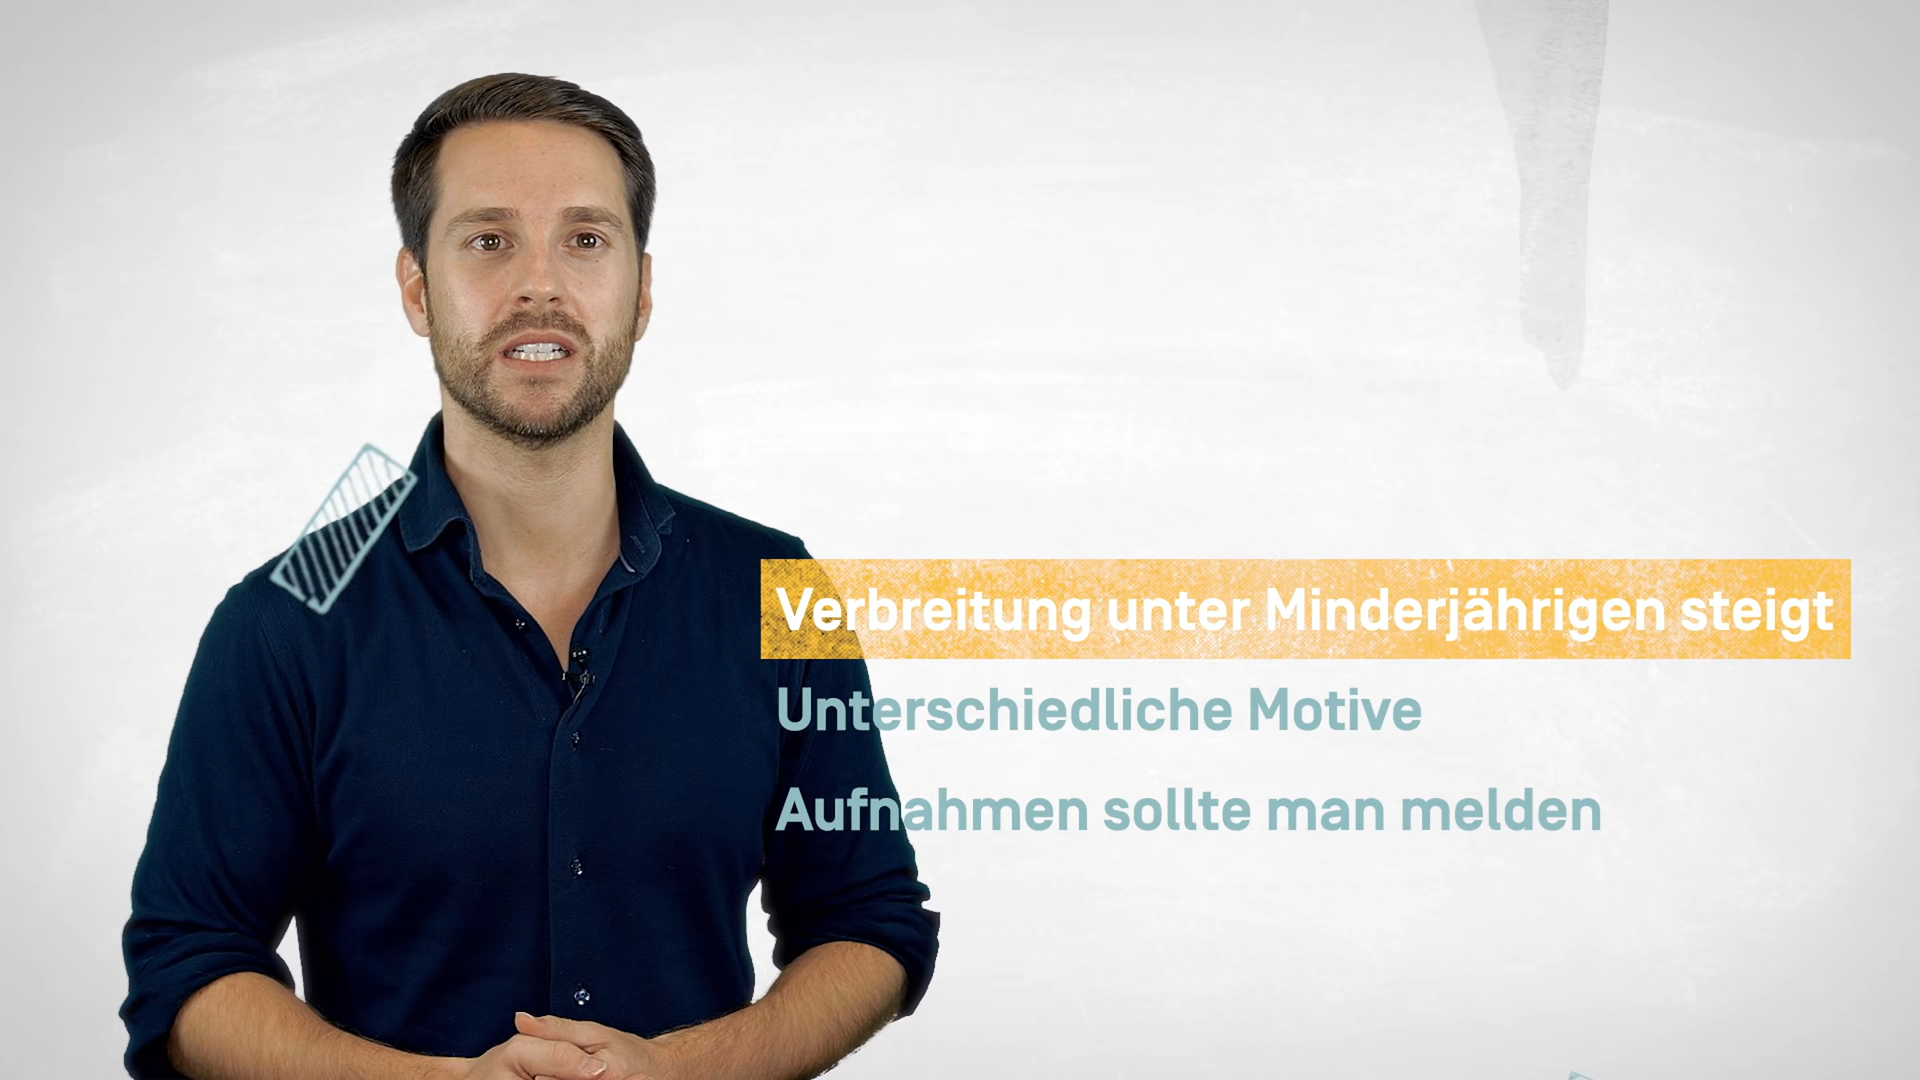 Verbreitung unter Minderjährigen steigt
Unterschiedliche Motive
Aufnahmen sollte man melden